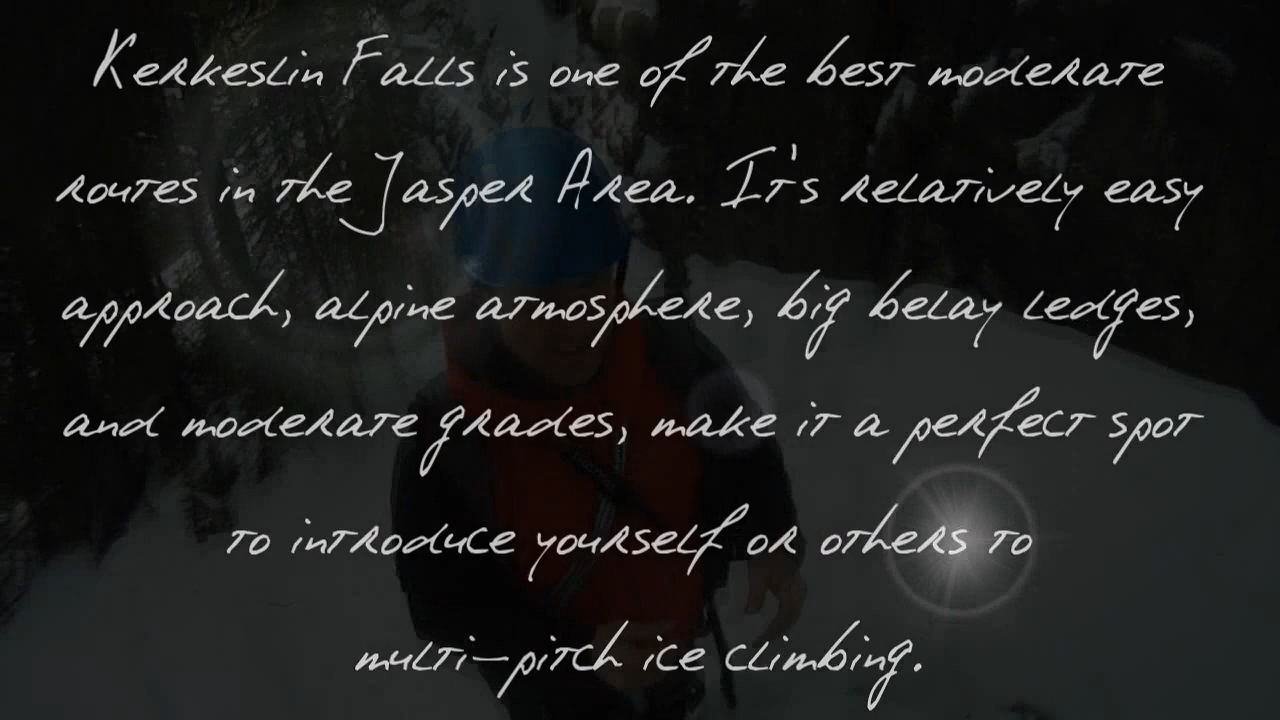 Kerkeslin Falls is one of the best moderate
routes in the Jasper Area. It's relatively easy
approach, alpine atmosphere, big belay ledges,
and moderate grades, make it a perfect spot
to introduce yourself or others to
multi-pitch ice climbing.